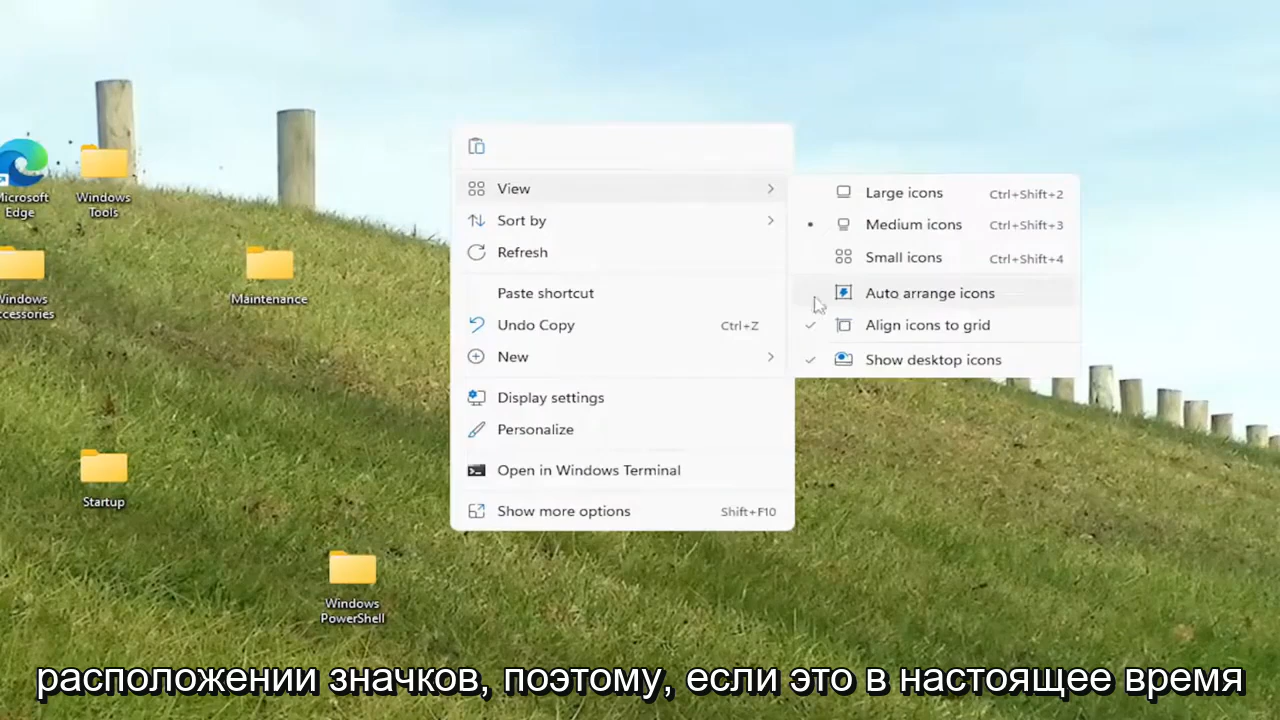 Microsoft
Edge
Windows
Tools
Windows
Maintenance
Startup
Windows
PowerShell
View
Sort by
Refresh
Paste shortcut
Undo Copy Ctrl+Z
New
Display settings
Personalize
Open in Windows Terminal
Show more options Shift+F10
Large icons Ctrl+Shift+2
Medium icons Ctrl+Shift+3
Small icons Ctrl+Shift+4
Auto arrange icons
Align icons to grid
Show desktop icons
расположении значков, поэтому, если это в настоящее время